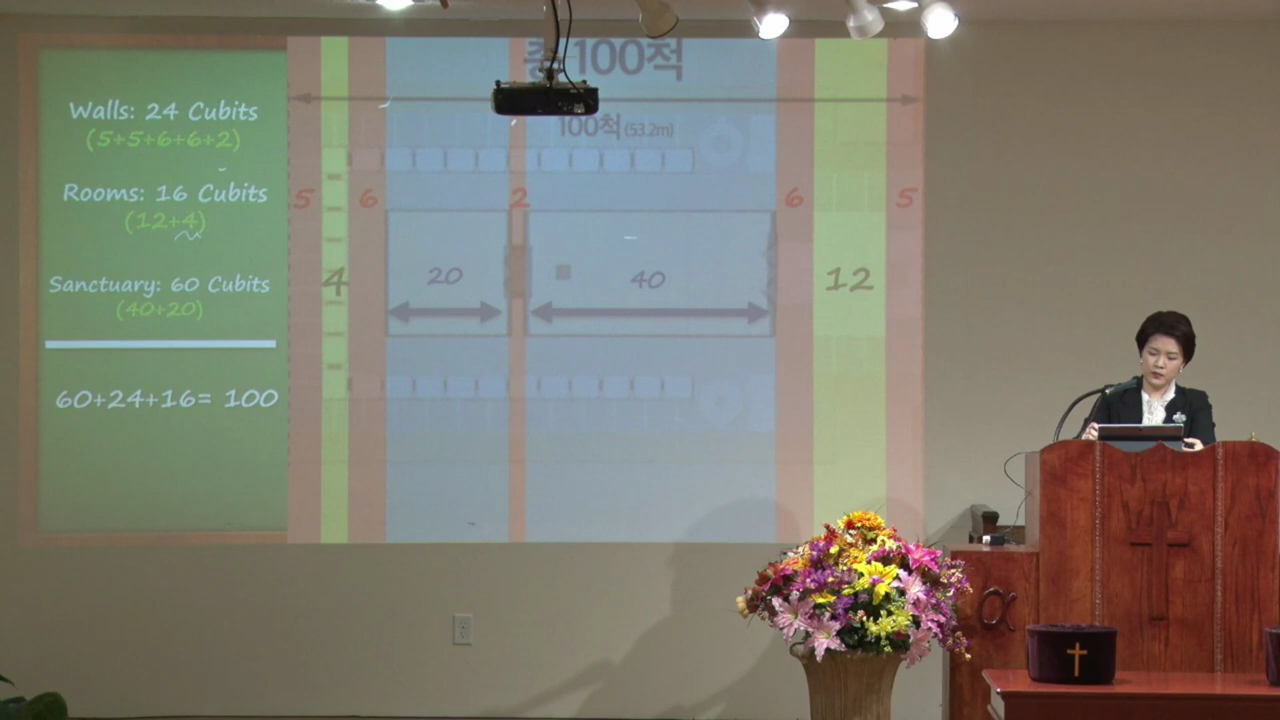 Walls: 24 Cubits
(5+5+6+6+2)
Rooms: 16 Cubits
(12+4)
Sanctuary: 60 Cubits
(40+20)
60+24+16= 100
총 100척
100척 (53.2m)
5 6 2 6 5
4 20 40 12
α